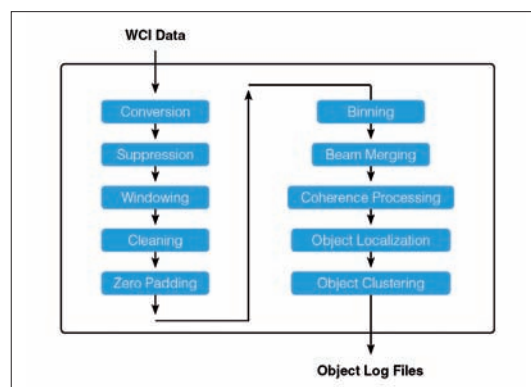 WCI Data
Conversion
Suppression
Windowing
Cleaning
Zero Padding
Binning
Beam Merging
Coherence Processing
Object Localization
Object Clustering
Object Log Files